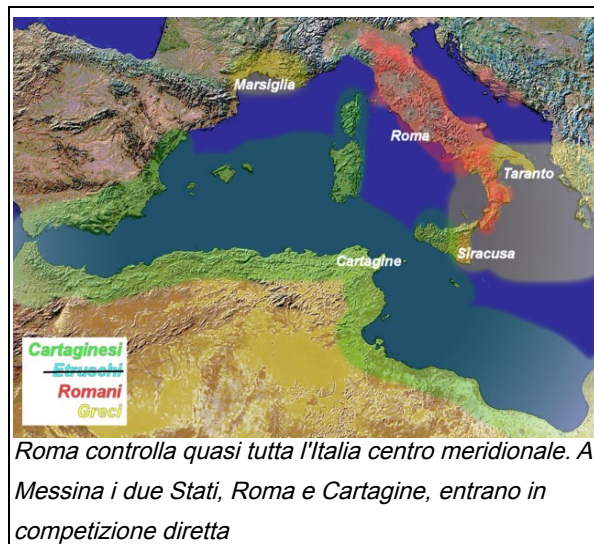 Marsiglia
Roma
Taranto
Siracusa
Cartagine
Cartaginesi
Etruschi
Romani
Greci
Roma controlla quasi tutta l'Italia centro meridionale. A
Messina i due Stati, Roma e Cartagine, entrano in
competizione diretta